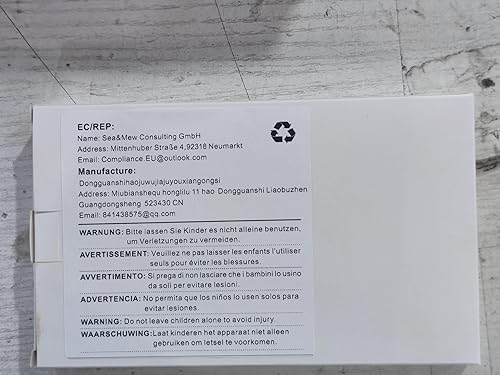 EC/REP:
Name: Sea&Mew Consulting GmbH
Address: Mittenhuber Straße 4,92318 Neumarkt
Email: Compliance.EU@outlook.com
Manufacture:
Dongguanshihaojuwujiajuyouxiangongsi
Address: Miubianshequ honglilu 11 hao Dongguanshi Liaobuzhen
Guangdongsheng 523430 CN
Email: 841438575@qq.com
WARNUNG: Bitte lassen Sie Kinder es nicht alleine benutzen,
um Verletzungen zu vermeiden.
AVERTISSEMENT: Veuillez ne pas laisser les enfants l'utiliser
seuls pour éviter les blessures.
AVVERTIMENTO: Si prega di non lasciare che i bambini lo usino
da soli per evitare lesioni.
ADVERTENCIA: No permita que los niños lo usen solos para
evitar lesiones.
WARNING: Do not leave children alone to avoid injury.
WAARSCHUWING: Laat kinderen het apparaat niet alleen
gebruiken om letsel te voorkomen.